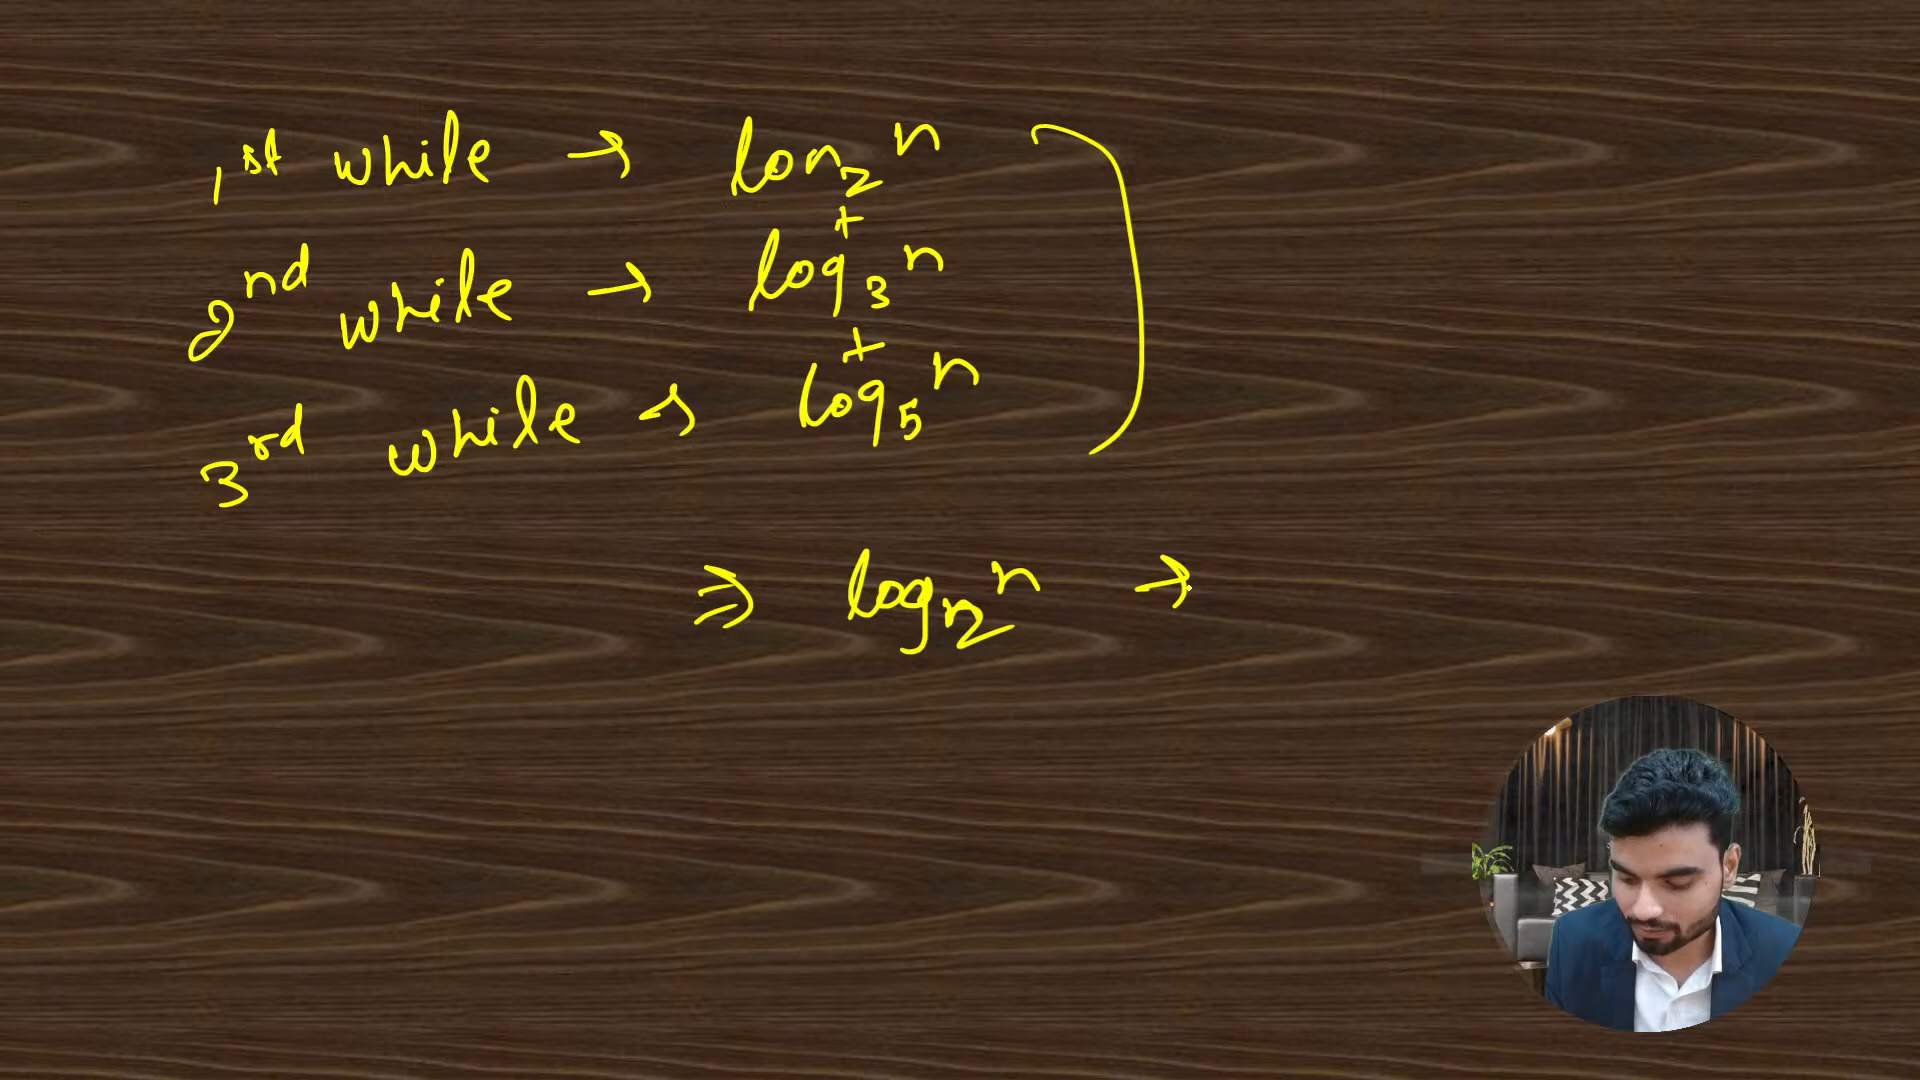 1st while → lon₂ n
+
2nd while → log₃ n
+
3rd while → log₅ n
⇒ log₂ n →